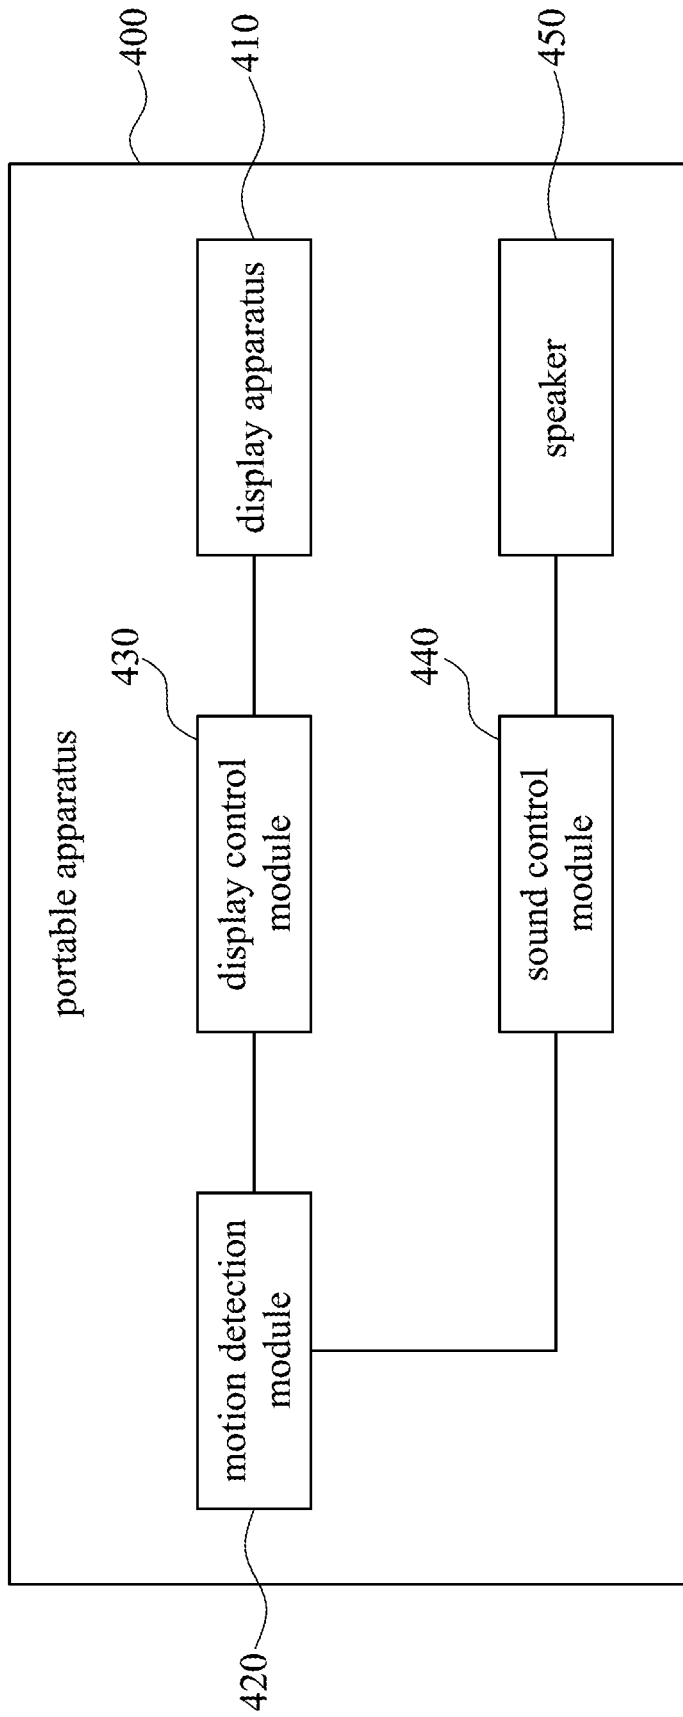 400
portable apparatus
430
410
420
motion detection
module
display control
module
display apparatus
440
450
sound control
module
speaker